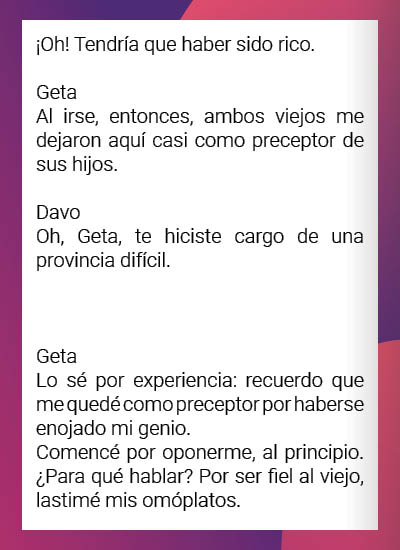 ¡Oh! Tendría que haber sido rico.
Geta
Al irse, entonces, ambos viejos me
dejaron aquí casi como preceptor de
sus hijos.
Davo
Oh, Geta, te hiciste cargo de una
provincia difícil.
Geta
Lo sé por experiencia: recuerdo que
me quedé como preceptor por haberse
enojado mi genio.
Comencé por oponerme, al principio.
¿Para qué hablar? Por ser fiel al viejo,
lastimé mis omóplatos.